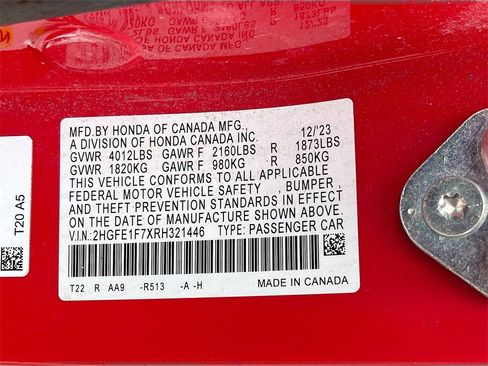 MFD.BY HONDA OF CANADA MFG.,
A DIVISION OF HONDA CANADA INC. 12/'23
GVWR 4012LBS GAWR F 2160LBS R 1873LBS
GVWR 1820KG GAWR F 980KG R 850KG
THIS VEHICLE CONFORMS TO ALL APPLICABLE
FEDERAL MOTOR VEHICLE SAFETY , BUMPER ,
AND THEFT PREVENTION STANDARDS IN EFFECT
ON THE DATE OF MANUFACTURE SHOWN ABOVE.
V.I.N:2HGFE1F7XRH321446 TYPE: PASSENGER CAR
T22 R AA9 -R513 -A -H MADE IN CANADA
T20 A5